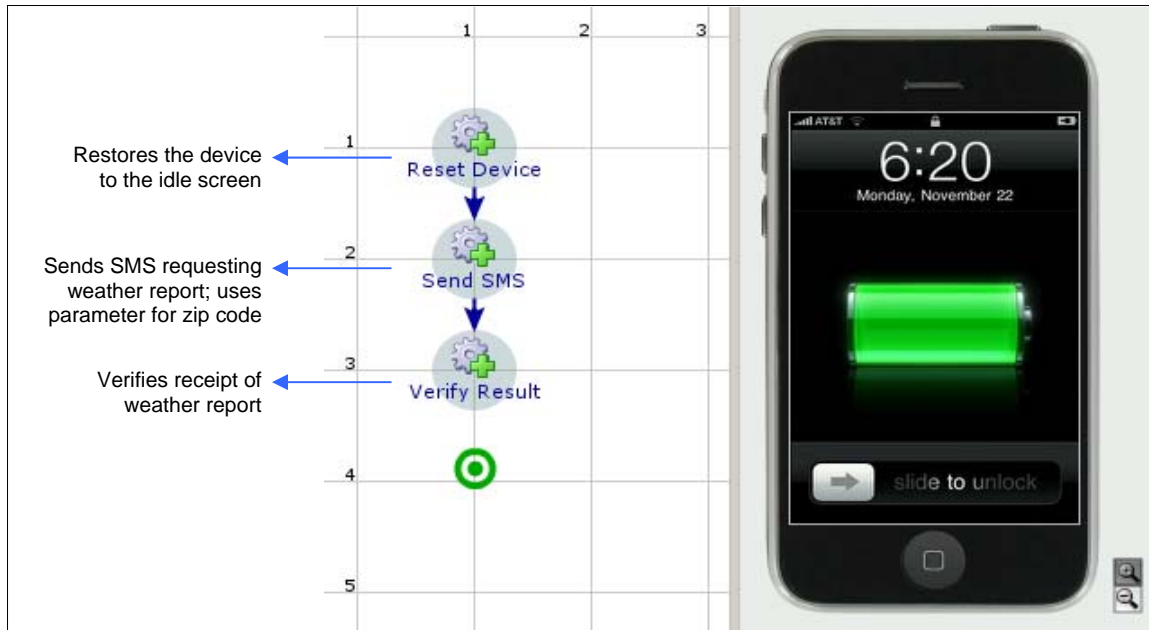 1 2 3
1
Restores the device
to the idle screen
Reset Device
2
Sends SMS requesting
weather report; uses
parameter for zip code
Send SMS
3
Verifies receipt of
weather report
Verify Result
4
5
AT&T
6:20
Monday, November 22
slide to unlock